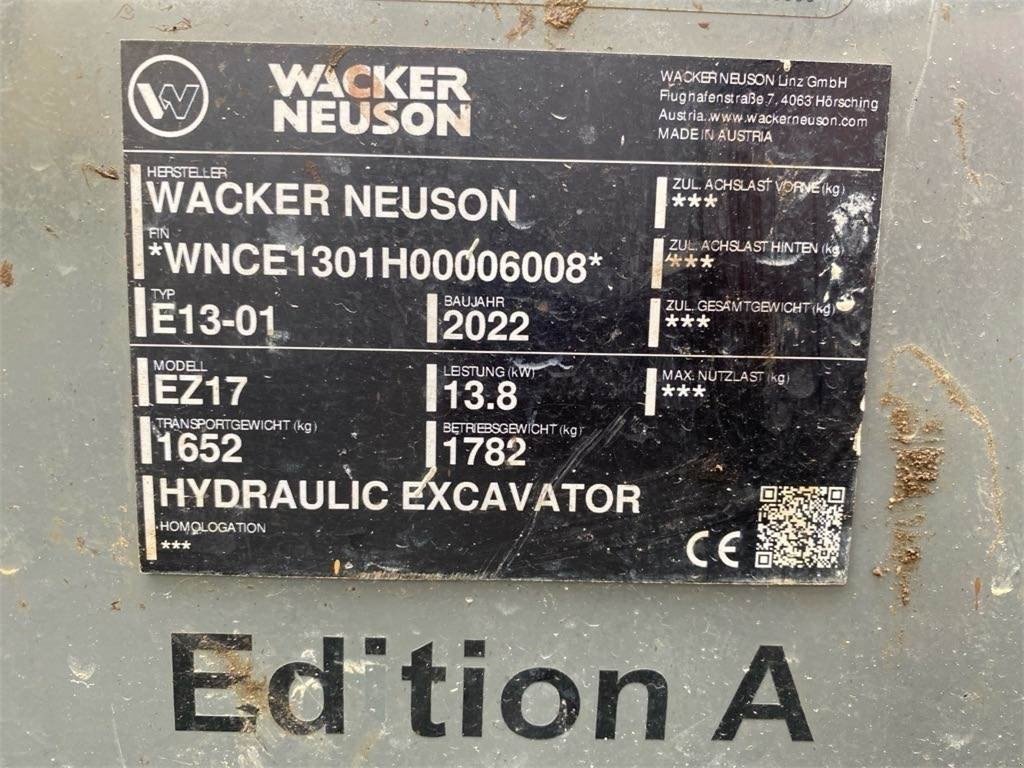 WACKER
NEUSON
WACKER NEUSON Linz GmbH
Flughafenstraße 7, 4063 Hörsching
Austria..www.wackerneuson.com
MADE IN AUSTRIA
HERSTELLER
WACKER NEUSON
ZUL. ACHSLAST VORNE (kg)
***
FIN
*WNCE1301H00006008*
ZUL. ACHSLAST HINTEN (kg)
***
TYP
E13-01
BAUJAHR
2022
ZUL. GESAMTGEWICHT (kg)
***
MODELL
EZ17
LEISTUNG (kW)
13.8
MAX. NUTZLAST (kg)
***
TRANSPORTGEWICHT (kg)
1652
BETRIEBSGEWICHT (kg)
1782
HYDRAULIC EXCAVATOR
HOMOLOGATION
***
CE
Edition A